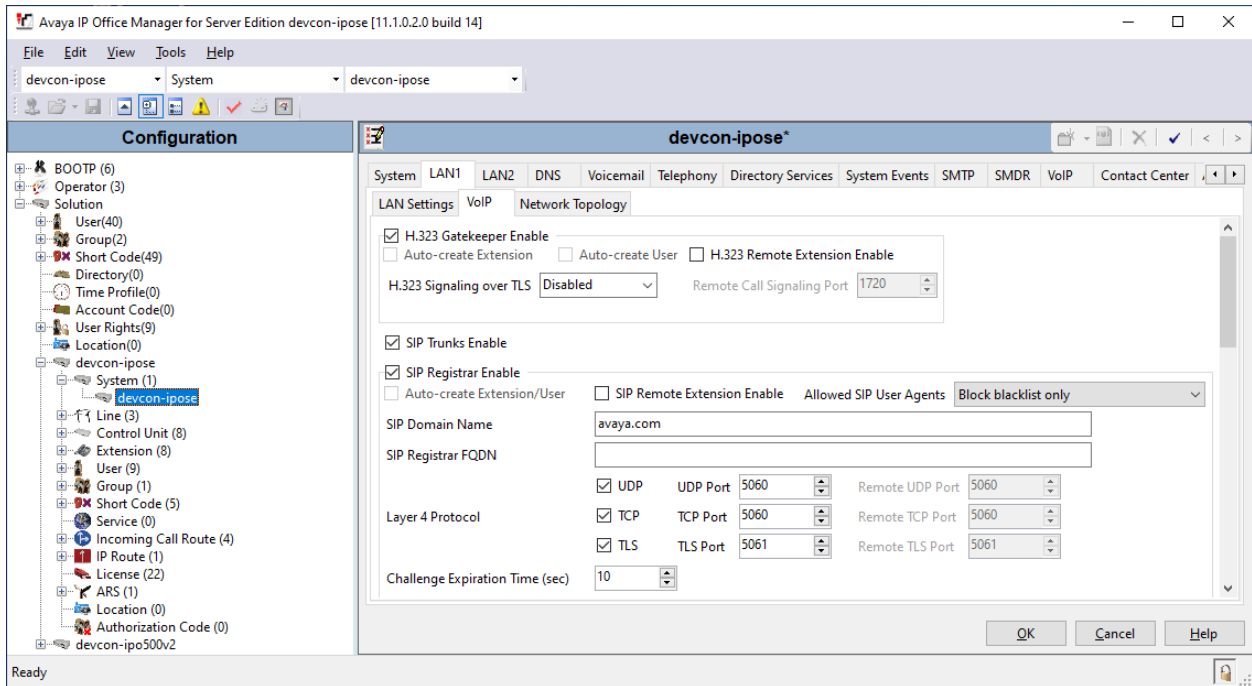 Avaya IP Office Manager for Server Edition devcon-ipose [11.1.0.2.0 build 14]
File Edit View Tools Help
devcon-ipose System devcon-ipose
Configuration
BOOTP (6)
Operator (3)
Solution
User(40)
Group(2)
Short Code(49)
Directory(0)
Time Profile(0)
Account Code(0)
User Rights(9)
Location(0)
devcon-ipose
System (1)
devcon-ipose
Line (3)
Control Unit (8)
Extension (8)
User (9)
Group (1)
Short Code (5)
Service (0)
Incoming Call Route (4)
IP Route (1)
License (22)
ARS (1)
Location (0)
Authorization Code (0)
devcon-ipo500v2
devcon-ipose*
System LAN1 LAN2 DNS Voicemail Telephony Directory Services System Events SMTP SMDR VoIP Contact Center
LAN Settings VoIP Network Topology
H.323 Gatekeeper Enable
Auto-create Extension Auto-create User H.323 Remote Extension Enable
H.323 Signaling over TLS Disabled Remote Call Signaling Port 1720
SIP Trunks Enable
SIP Registrar Enable
Auto-create Extension/User SIP Remote Extension Enable Allowed SIP User Agents Block blacklist only
SIP Domain Name avaya.com
SIP Registrar FQDN
UDP UDP Port 5060 Remote UDP Port 5060
Layer 4 Protocol TCP TCP Port 5060 Remote TCP Port 5060
TLS TLS Port 5061 Remote TLS Port 5061
Challenge Expiration Time (sec) 10
OK Cancel Help
Ready